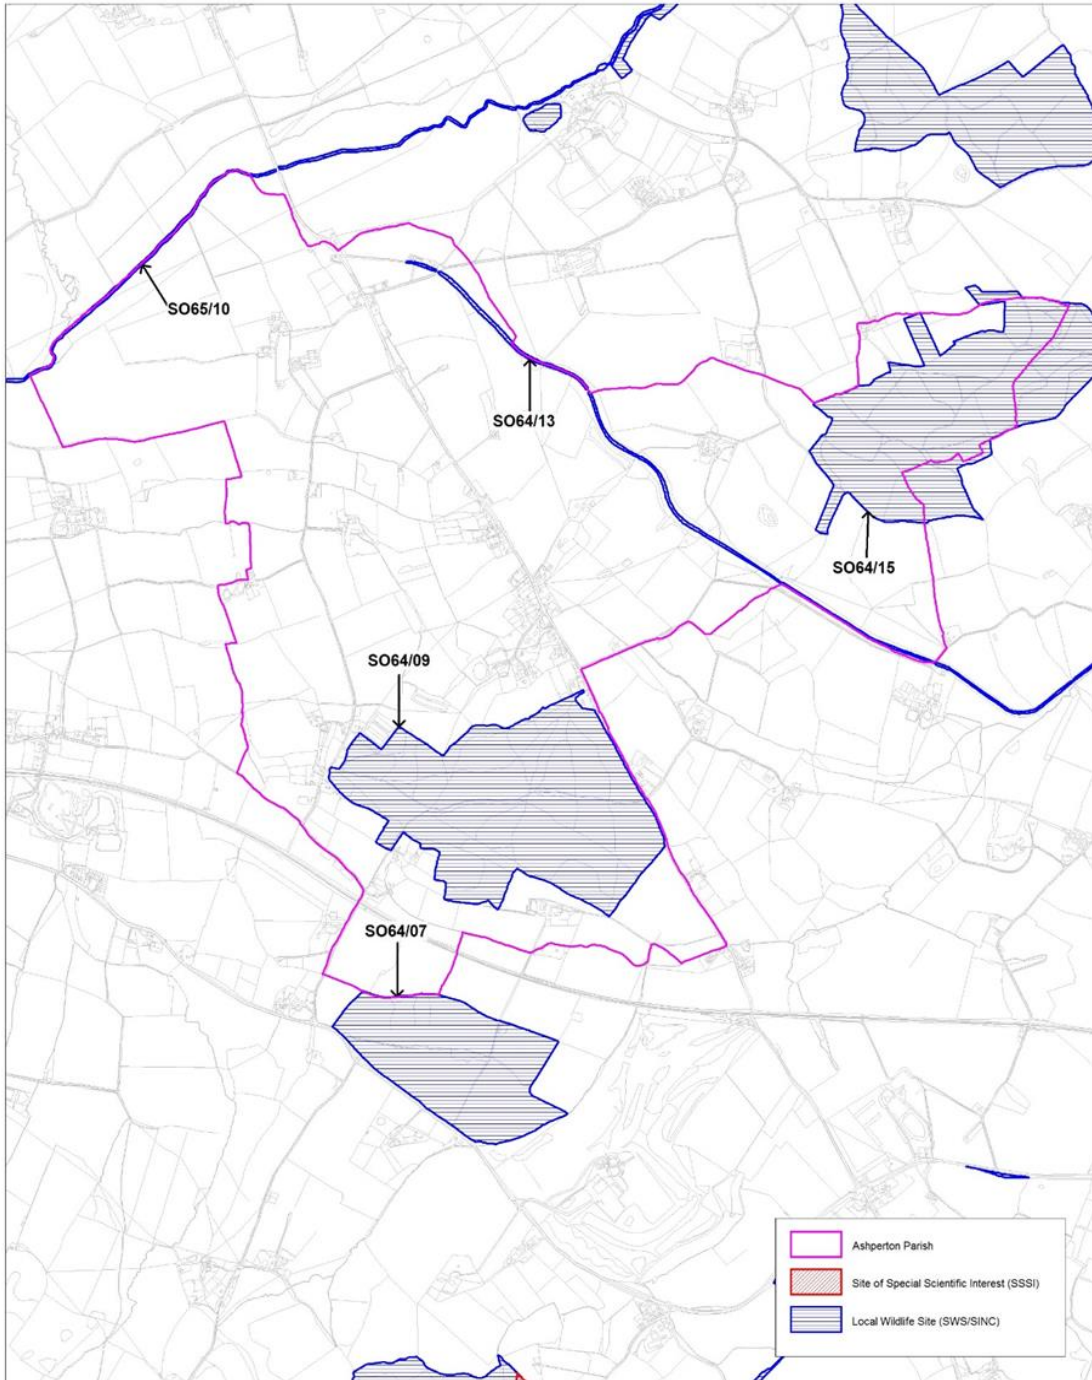 SO65/10
SO64/13
SO64/15
SO64/09
SO64/07
Ashperton Parish
Site of Special Scientific Interest (SSSI)
Local Wildlife Site (SWS/SINC)